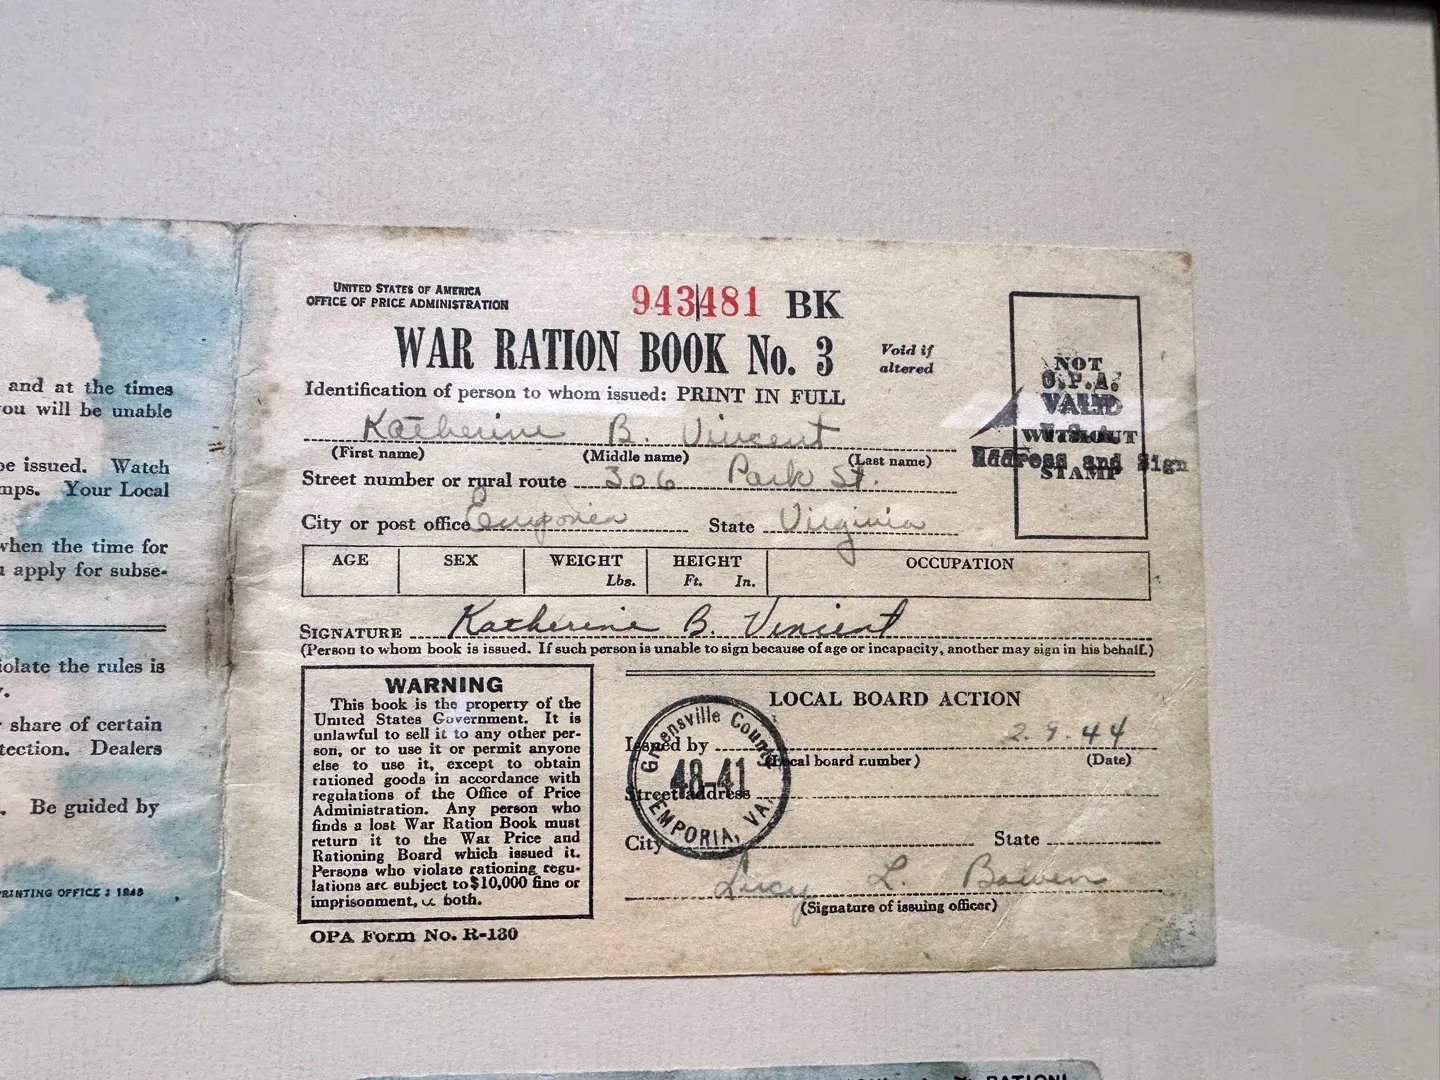 and at the times
you will be unable
be issued. Watch
Your Local
when the time for
apply for subse-
violate the rules is
share of certain
Dealers
Be guided by
PRINTING OFFICE : 1943
UNITED STATES OF AMERICA
OFFICE OF PRICE ADMINISTRATION
943481 BK
WAR RATION BOOK No. 3
Void if
altered
Identification of person to whom issued: PRINT IN FULL
Katherine B. Vincent
(First name) (Middle name) (Last name)
Street number or rural route 306 Park St.
City or post office Emporia State Virginia
NOT
O.P.A.
VALID
WITHOUT
Address and Sign
STAMP
AGE SEX WEIGHT Lbs. HEIGHT Ft. In. OCCUPATION
SIGNATURE Katherine B. Vincent
(Person to whom book is issued. If such person is unable to sign because of age or incapacity, another may sign in his behalf.)
WARNING
This book is the property of the
United States Government. It is
unlawful to sell it to any other per-
son, or to use it or permit anyone
else to use it, except to obtain
rationed goods in accordance with
regulations of the Office of Price
Administration. Any person who
finds a lost War Ration Book must
return it to the War Price and
Rationing Board which issued it.
Persons who violate rationing regu-
lations are subject to $10,000 fine or
imprisonment, or both.
OPA Form No. R-130
LOCAL BOARD ACTION
Issued by 2.9.44
(Local board number) (Date)
Street address
City State
Greensville County
48-41
EMPORIA, VA.
Lucy L. Bowen
(Signature of issuing officer)